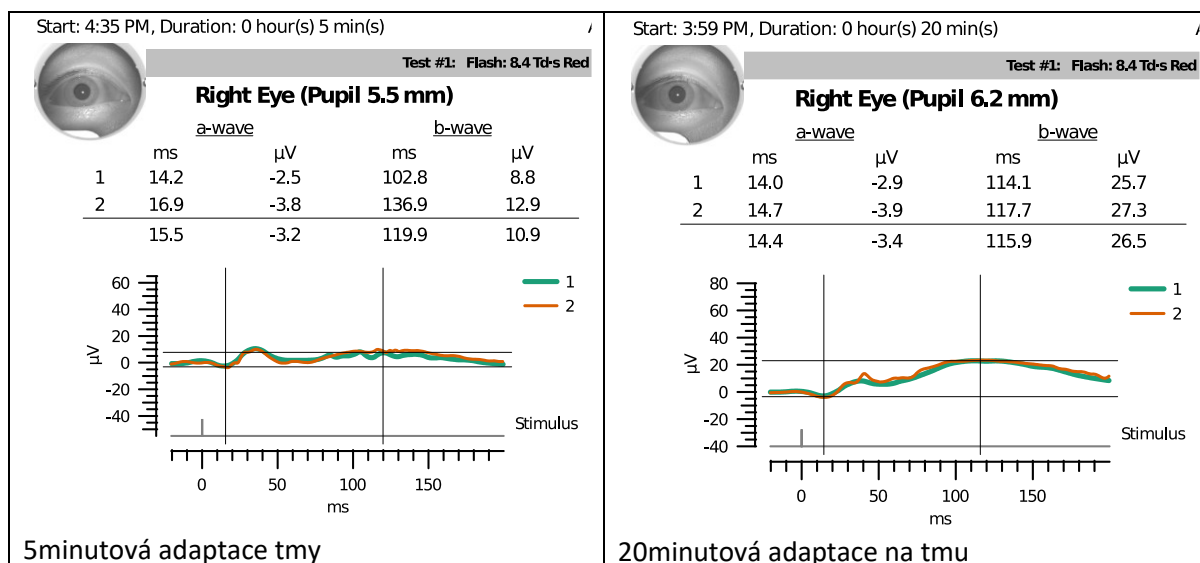 Start: 4:35 PM, Duration: 0 hour(s) 5 min(s)
Test #1: Flash: 8.4 Td·s Red
Right Eye (Pupil 5.5 mm)
a-wave b-wave
ms µV ms µV
1 14.2 -2.5 102.8 8.8
2 16.9 -3.8 136.9 12.9
15.5 -3.2 119.9 10.9
60
40
20
0
-20
-40
µV
1
2
Stimulus
0 50 100 150
ms
5minutová adaptace tmy
Start: 3:59 PM, Duration: 0 hour(s) 20 min(s)
Test #1: Flash: 8.4 Td·s Red
Right Eye (Pupil 6.2 mm)
a-wave b-wave
ms µV ms µV
1 14.0 -2.9 114.1 25.7
2 14.7 -3.9 117.7 27.3
14.4 -3.4 115.9 26.5
80
60
40
20
0
-20
-40
µV
1
2
Stimulus
0 50 100 150
ms
20minutová adaptace na tmu